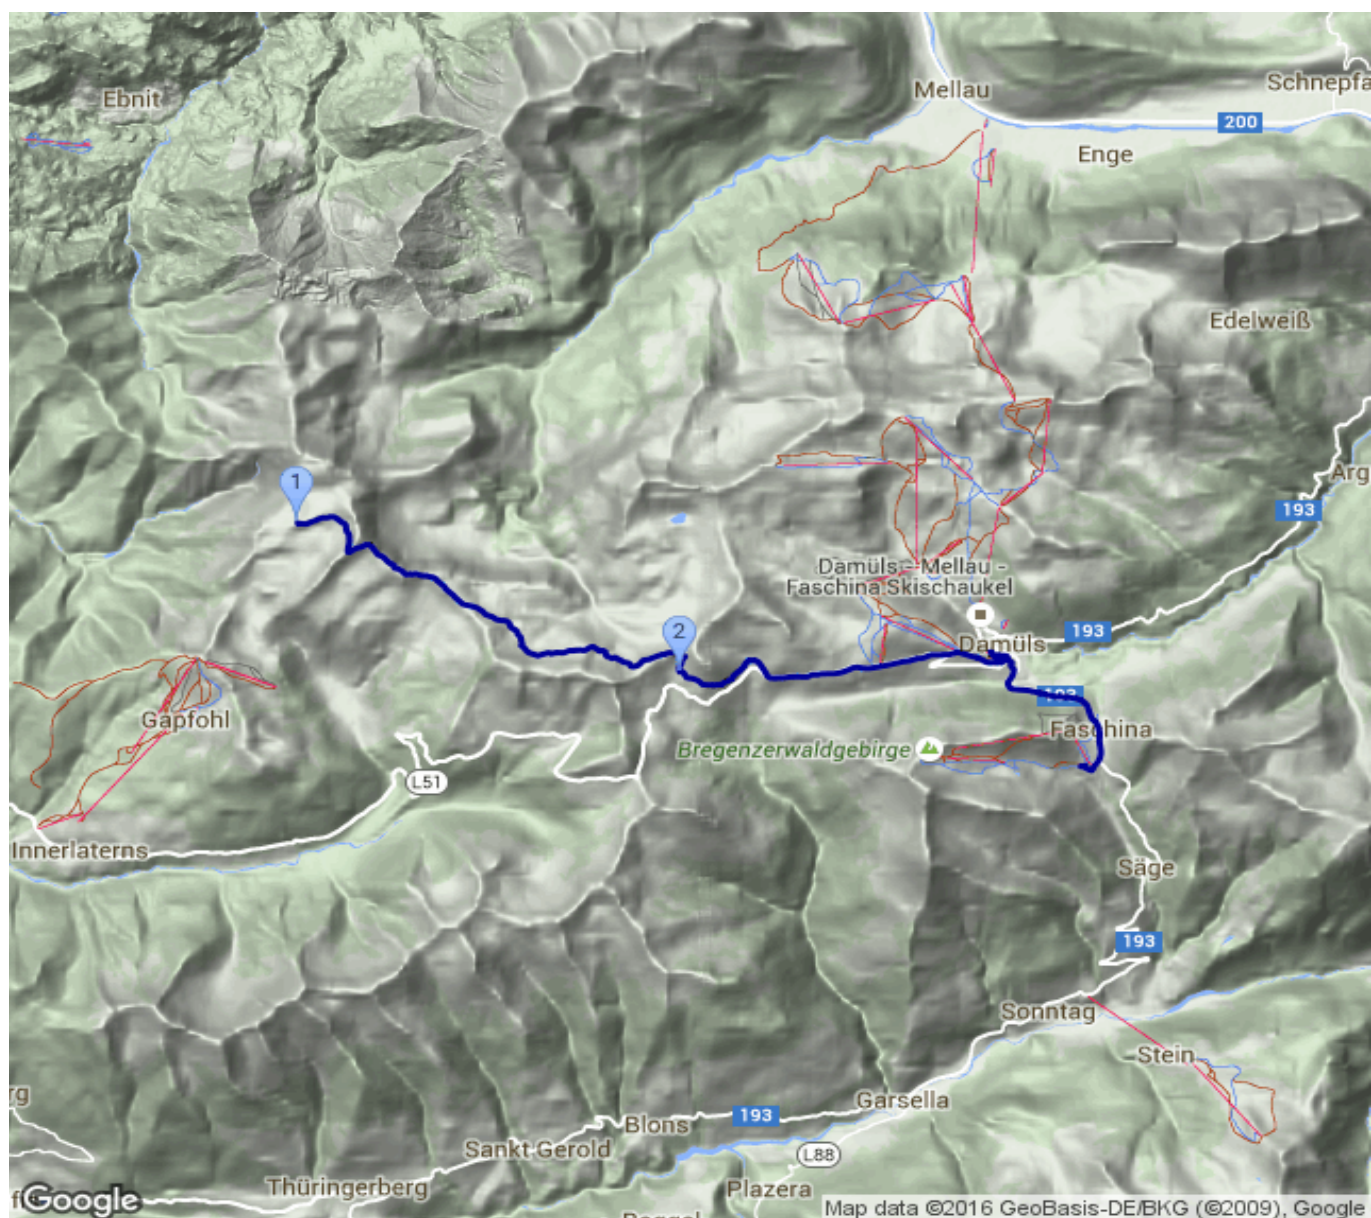 Ebnit
Mellau
Schnepfa
200
Enge
Edelweiß
Arg
193
1
Damüls - Mellau -
Faschina Skischaukel
2
193
Damüls
193
Gapfohl
Faschina
Bregenzerwaldgebirge
L51
Innerlaterns
Säge
193
Sonntag
Stein
Garsella
193
Blons
Sankt Gerold
L88
Thüringerberg
Plazera
Google
Map data ©2016 GeoBasis-DE/BKG (©2009), Google